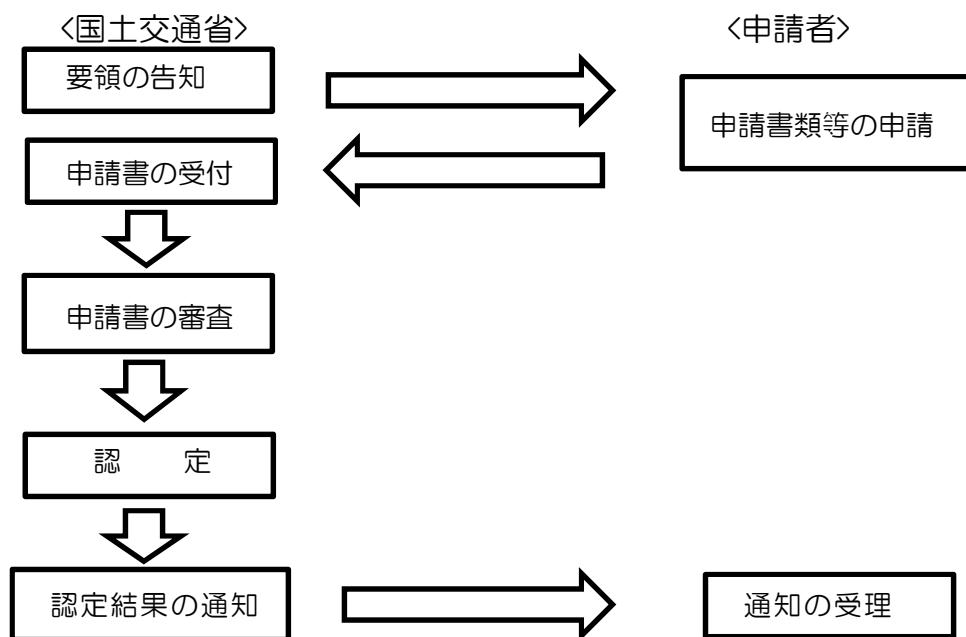 <国土交通省>
<申請者>
要領の告知
申請書類等の申請
申請書の受付
申請書の審査
認 定
認定結果の通知
通知の受理